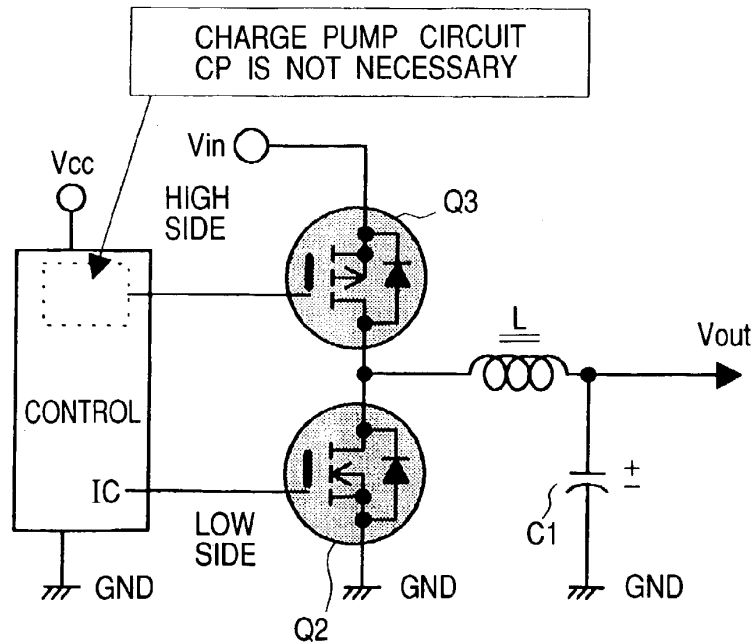 CHARGE PUMP CIRCUIT
CP IS NOT NECESSARY
Vin
Vcc
HIGH
SIDE
Q3
L
Vout
CONTROL
IC
LOW
SIDE
+
−
C1
GND
GND
GND
Q2